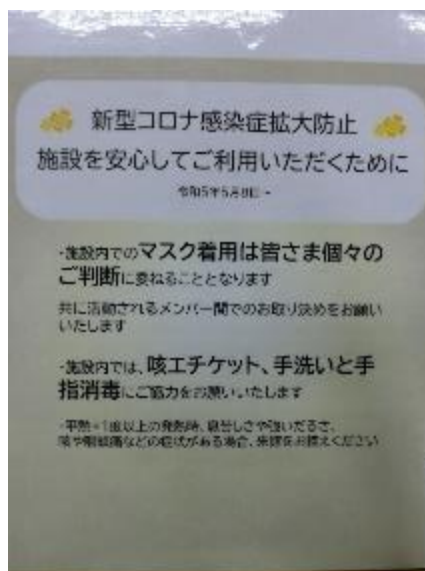 新型コロナ感染症拡大防止
施設を安心してご利用いただくために
令和5年5月8日~
・施設内でのマスク着用は皆さま個々の
ご判断に委ねることとなります
共に活動されるメンバー間でのお取り決めをお願い
いたします
・施設内では、咳エチケット、手洗いと手
指消毒にご協力をお願いいたします
・平熱+1度以上の発熱時、息苦しさや強いだるさ、
咳や咽頭痛などの症状がある場合、来館をお控えください